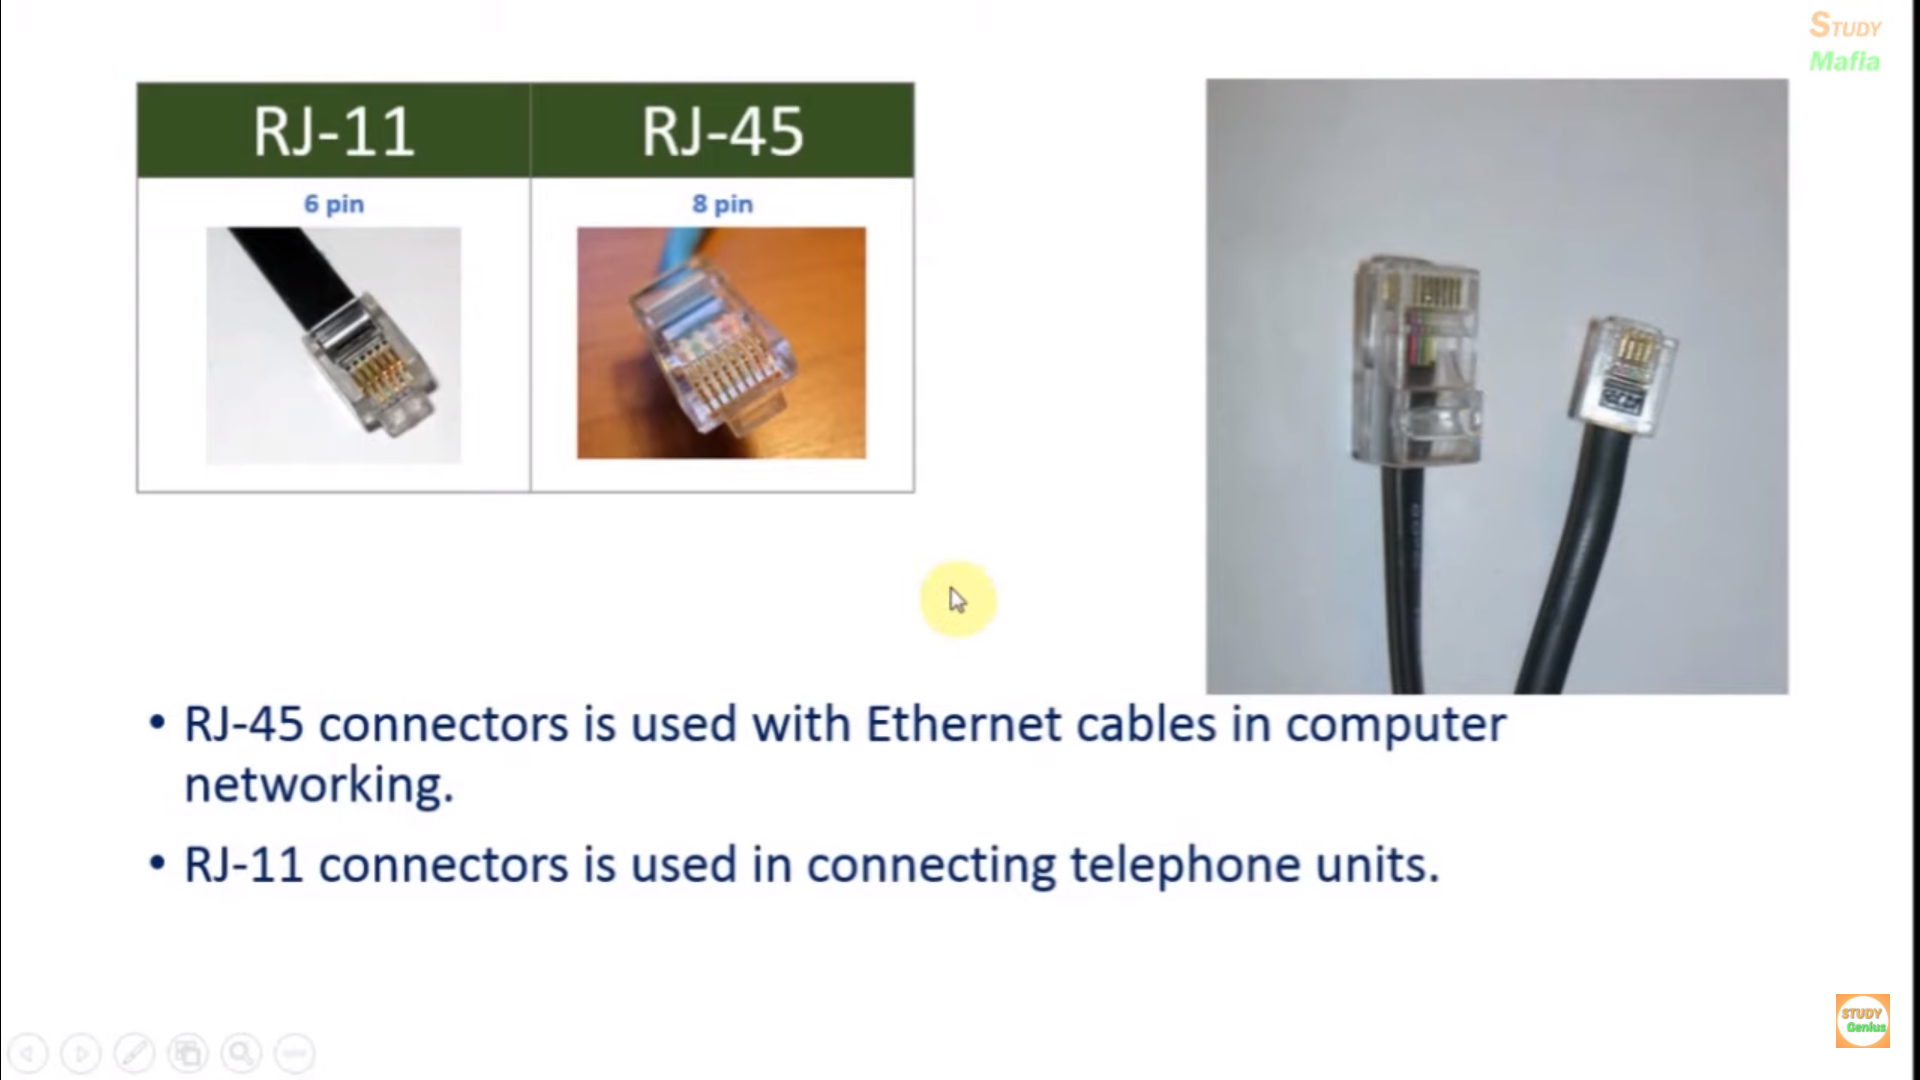 STUDY
Mafia
RJ-11 RJ-45
6 pin 8 pin
• RJ-45 connectors is used with Ethernet cables in computer
networking.
• RJ-11 connectors is used in connecting telephone units.
STUDY
Genius